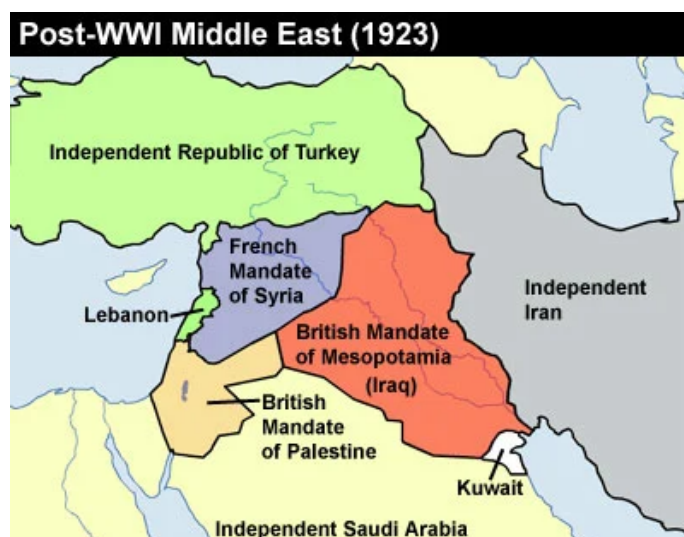 Post-WWI Middle East (1923)
Independent Republic of Turkey
French
Mandate
of Syria
Lebanon
Independent
Iran
British Mandate
of Mesopotamia
(Iraq)
British
Mandate
of Palestine
Kuwait
Independent Saudi Arabia